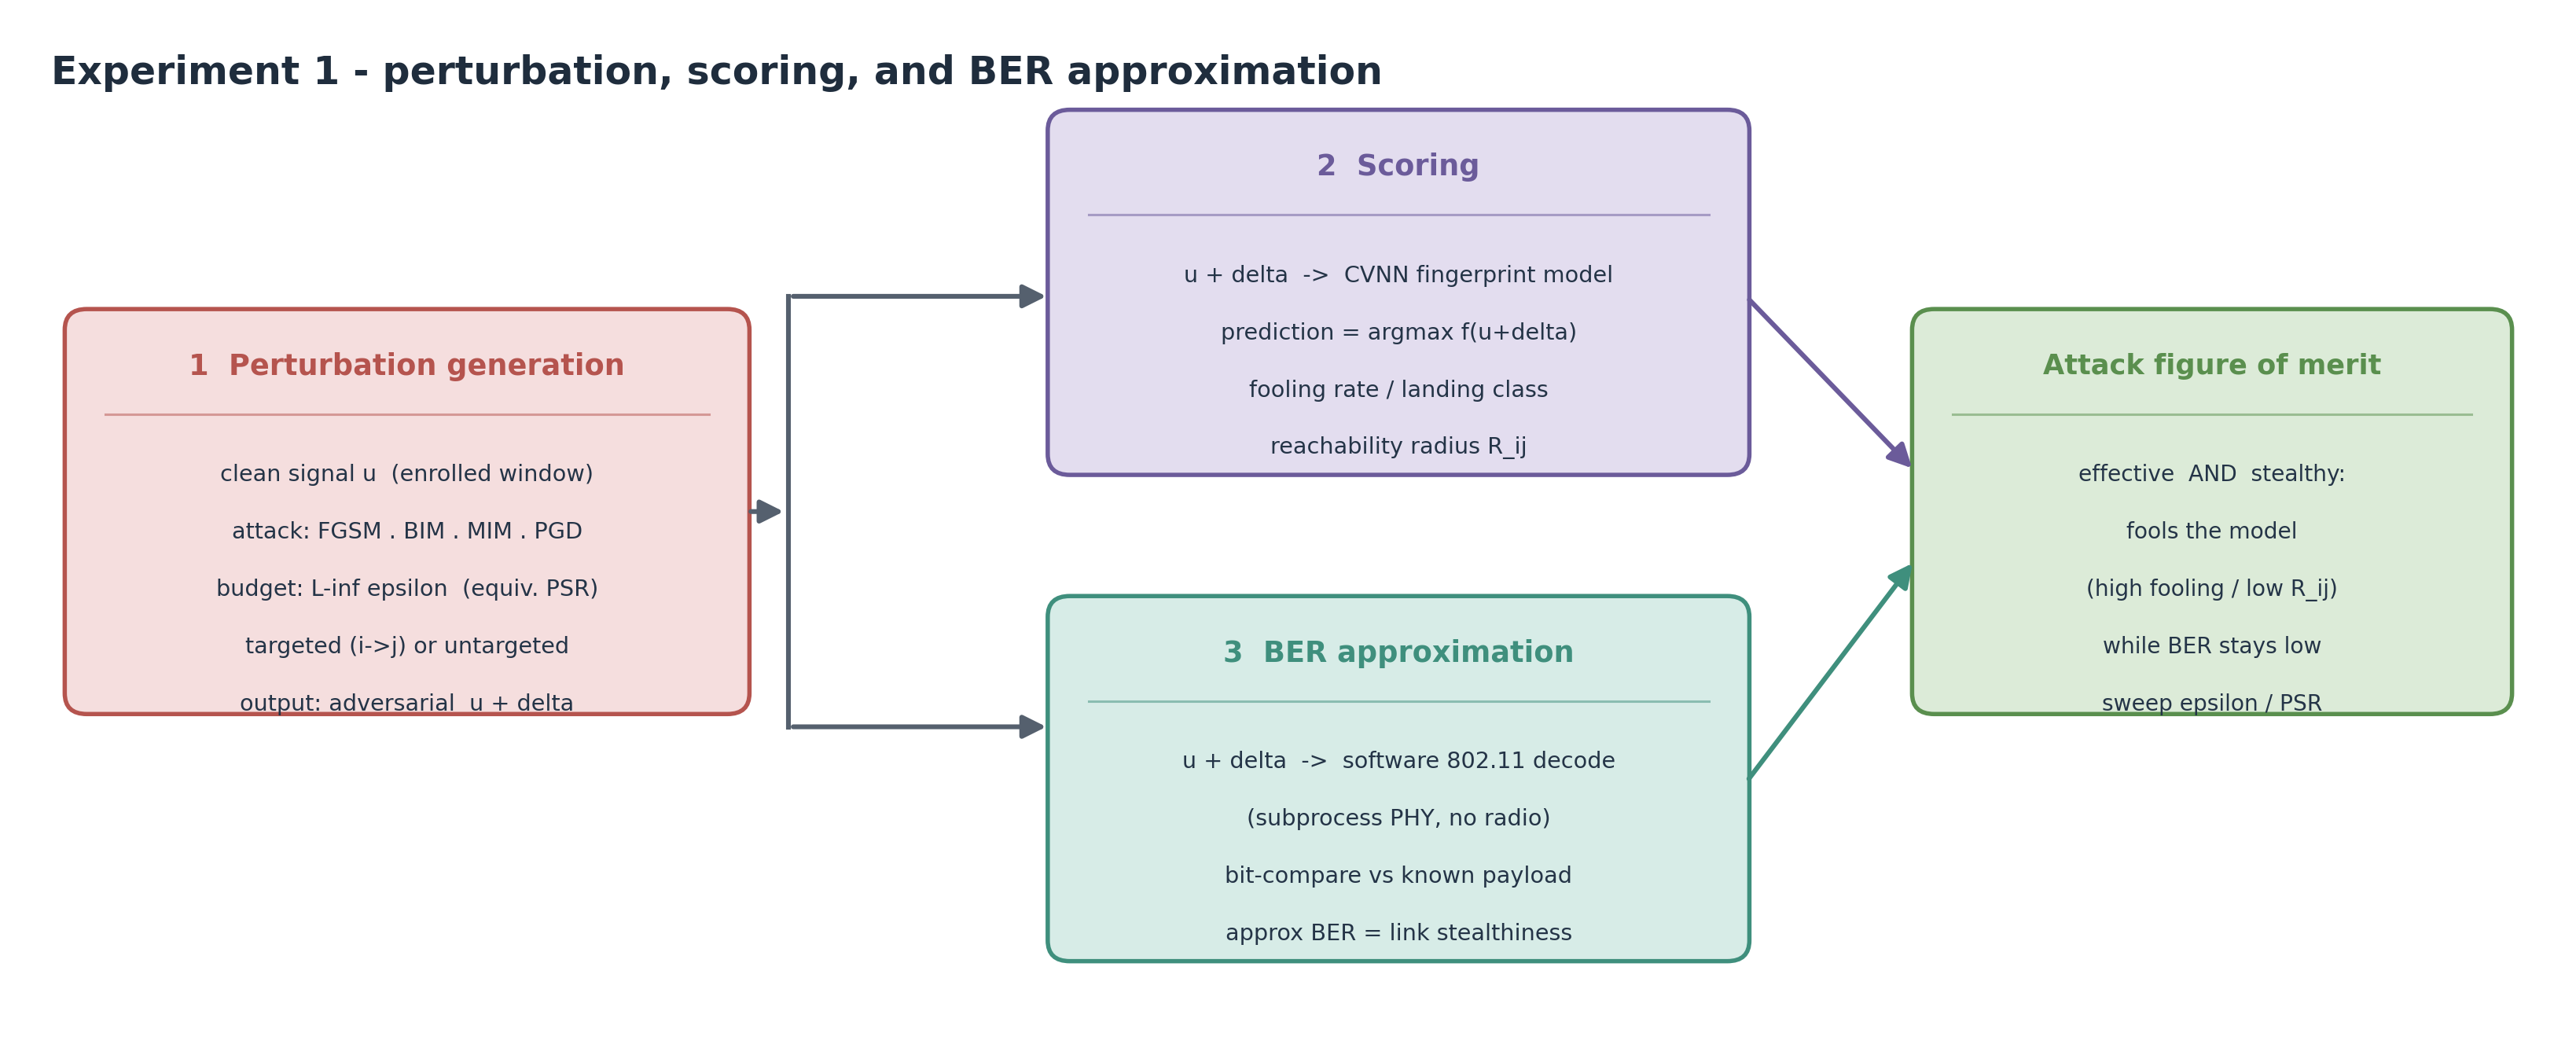 Experiment 1 - perturbation, scoring, and BER approximation
1 Perturbation generation
clean signal u (enrolled window)
attack: FGSM . BIM . MIM . PGD
budget: L-inf epsilon (equiv. PSR)
targeted (i->j) or untargeted
output: adversarial u + delta
2 Scoring
u + delta -> CVNN fingerprint model
prediction = argmax f(u+delta)
fooling rate / landing class
reachability radius R_ij
3 BER approximation
u + delta -> software 802.11 decode
(subprocess PHY, no radio)
bit-compare vs known payload
approx BER = link stealthiness
Attack figure of merit
effective AND stealthy:
fools the model
(high fooling / low R_ij)
while BER stays low
sweep epsilon / PSR